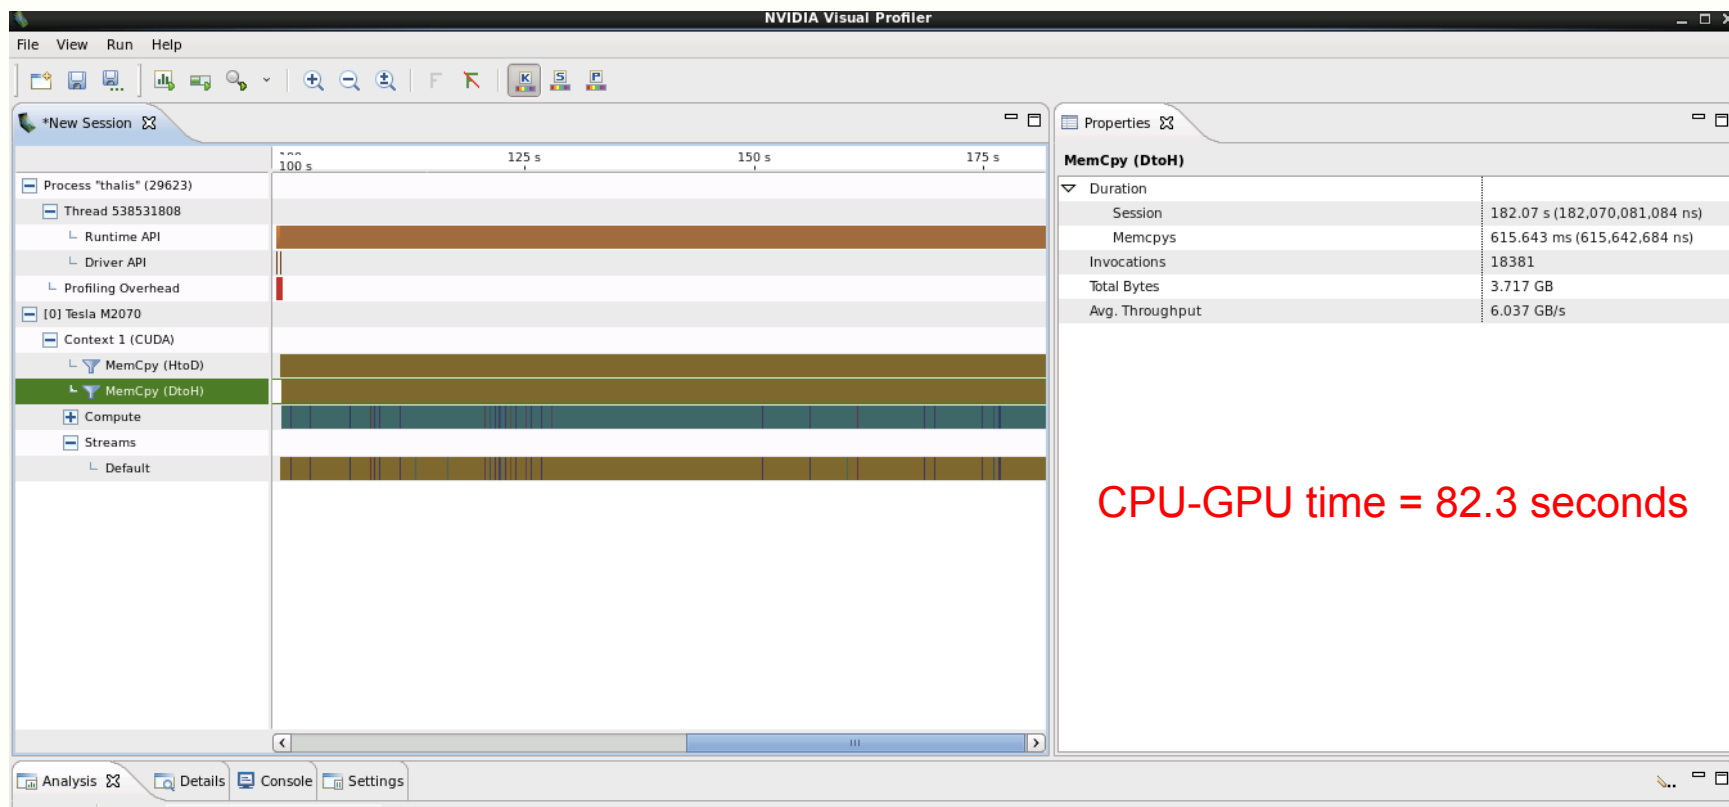 NVIDIA Visual Profiler
File View Run Help
F K S P
*New Session
Properties
100 s 125 s 150 s 175 s
MemCpy (DtoH)
Process "thalis" (29623)
Duration
Thread 538531808
Session 182.07 s (182,070,081,084 ns)
Runtime API
Memcpys 615.643 ms (615,642,684 ns)
Driver API
Invocations 18381
Profiling Overhead
Total Bytes 3.717 GB
[0] Tesla M2070
Avg. Throughput 6.037 GB/s
Context 1 (CUDA)
MemCpy (HtoD)
MemCpy (DtoH)
Compute
Streams
Default
CPU-GPU time = 82.3 seconds
Analysis Details Console Settings